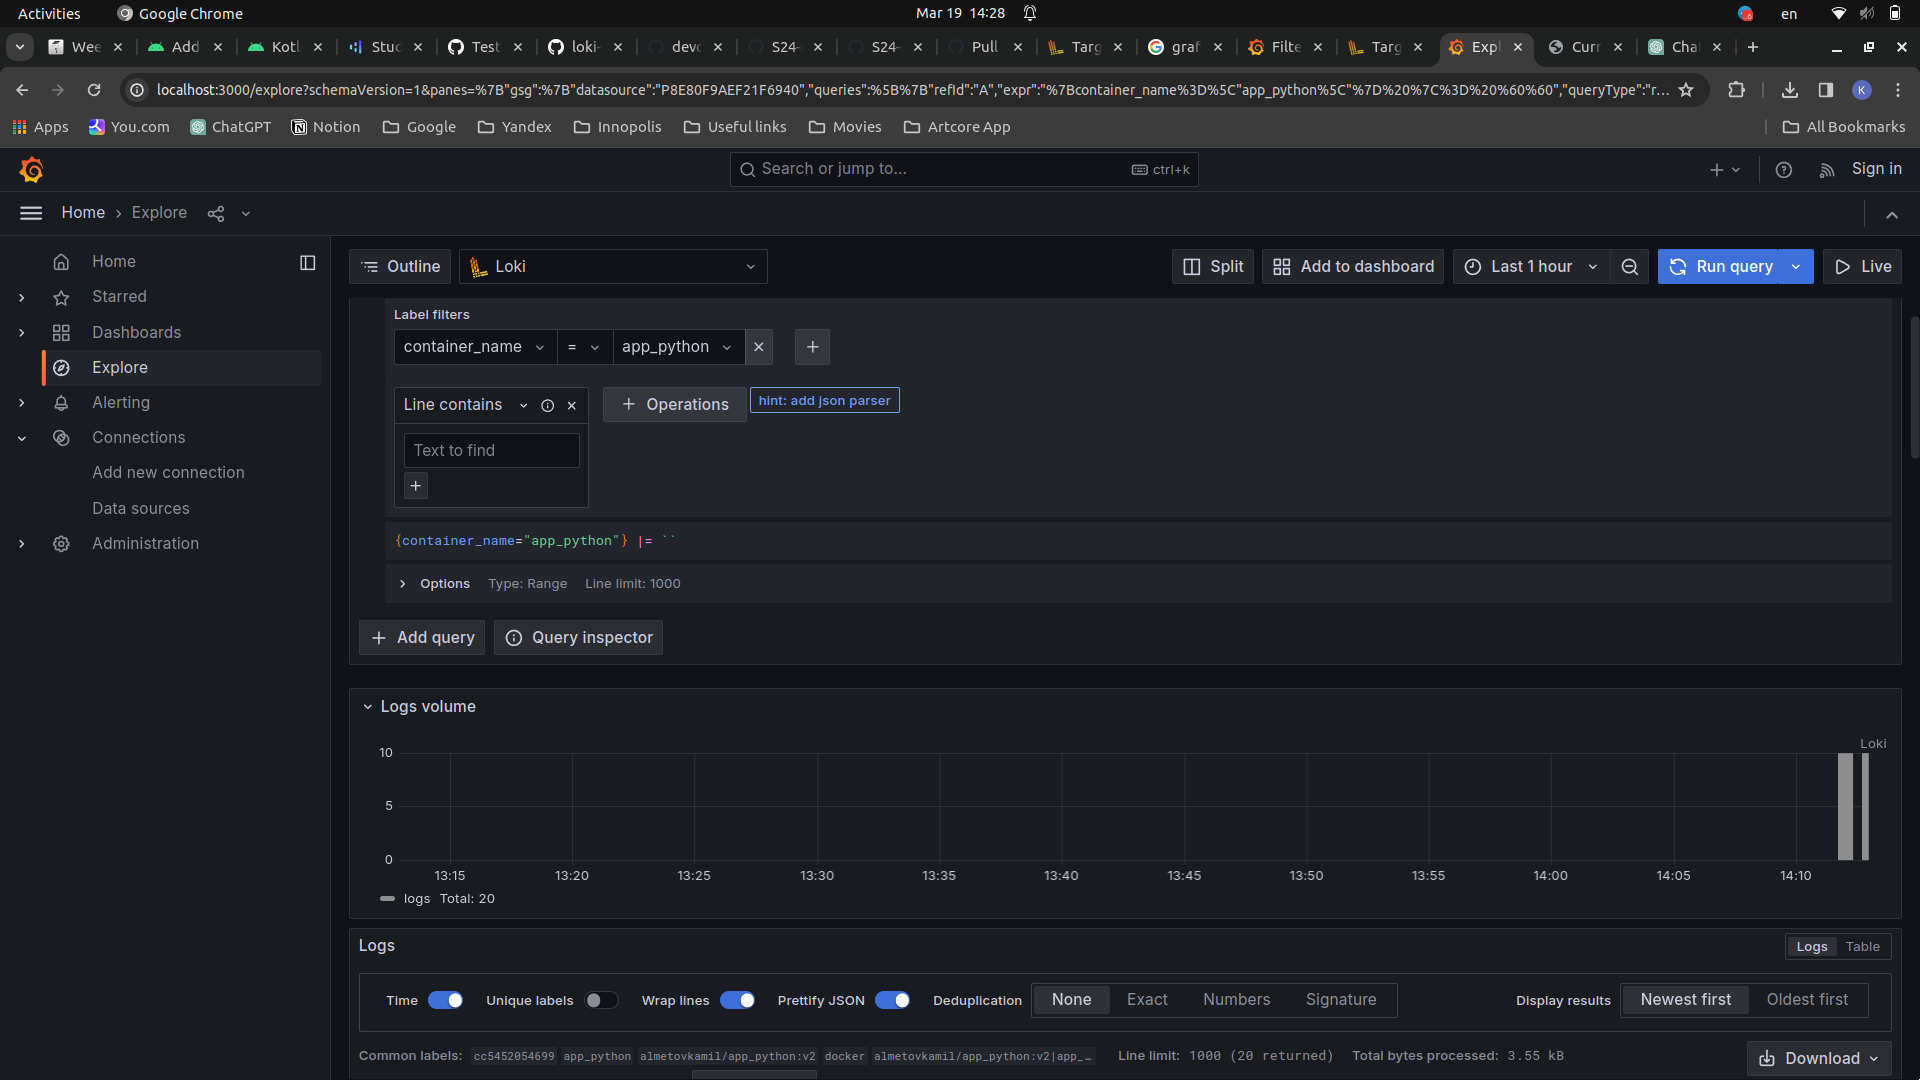 Activities Google Chrome Mar 19 14:28 en
Wee Add Kotl Stuc Test loki- devc S24- S24- Pull Targ graf Filte Targ Expl Curr Chat
localhost:3000/explore?schemaVersion=1&panes=%7B"gsg":%7B"datasource":"P8E80F9AEF21F6940","queries":%5B%7B"refId":"A","expr":"%7Bcontainer_name%3D%5C"app_python%5C"%7D%20%7C%3D%20%60%60","queryType":"r... K
Apps You.com ChatGPT Notion Google Yandex Innopolis Useful links Movies Artcore App All Bookmarks
Search or jump to... ctrl+k Sign in
Home › Explore
Home
Starred
Dashboards
Explore
Alerting
Connections
Add new connection
Data sources
Administration
Outline Loki Split Add to dashboard Last 1 hour Run query Live
Label filters
container_name = app_python
Line contains Operations hint: add json parser
Text to find
{container_name="app_python"} |= ``
Options Type: Range Line limit: 1000
Add query Query inspector
Logs volume
Loki
10
5
0
13:15 13:20 13:25 13:30 13:35 13:40 13:45 13:50 13:55 14:00 14:05 14:10
logs Total: 20
Logs Logs Table
Time Unique labels Wrap lines Prettify JSON Deduplication None Exact Numbers Signature Display results Newest first Oldest first
Common labels: cc5452054699 app_python almetovkamil/app_python:v2 docker almetovkamil/app_python:v2|app_… Line limit: 1000 (20 returned) Total bytes processed: 3.55 kB Download